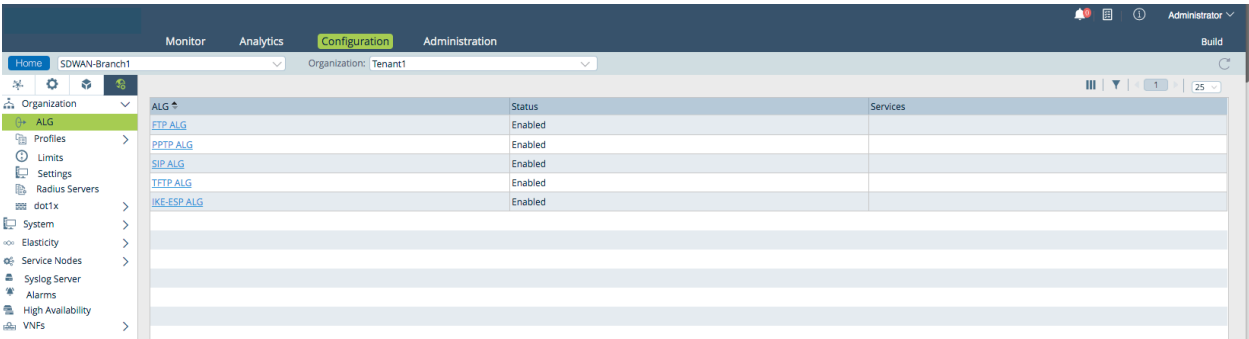 0
Administrator
Monitor Analytics Configuration Administration Build
Home SDWAN-Branch1 Organization: Tenant1
1 25
Organization
ALG
Profiles
Limits
Settings
Radius Servers
dot1x
System
Elasticity
Service Nodes
Syslog Server
Alarms
High Availability
VNFs
ALG Status Services
FTP ALG Enabled
PPTP ALG Enabled
SIP ALG Enabled
TFTP ALG Enabled
IKE-ESP ALG Enabled